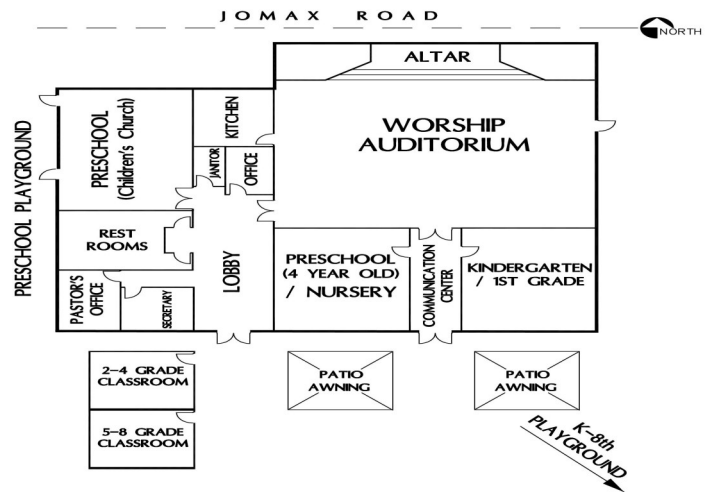 JOMAX ROAD
NORTH
ALTAR
WORSHIP
AUDITORIUM
KITCHEN
PRESCHOOL
(Children's Church)
PRESCHOOL PLAYGROUND
JANITOR
OFFICE
REST
ROOMS
LOBBY
PRESCHOOL
(4 YEAR OLD)
/ NURSERY
COMMUNICATION
CENTER
KINDERGARTEN
/ 1ST GRADE
PASTOR'S
OFFICE
SECRETARY
2-4 GRADE
CLASSROOM
PATIO
AWNING
PATIO
AWNING
5-8 GRADE
CLASSROOM
K-8th
PLAYGROUND